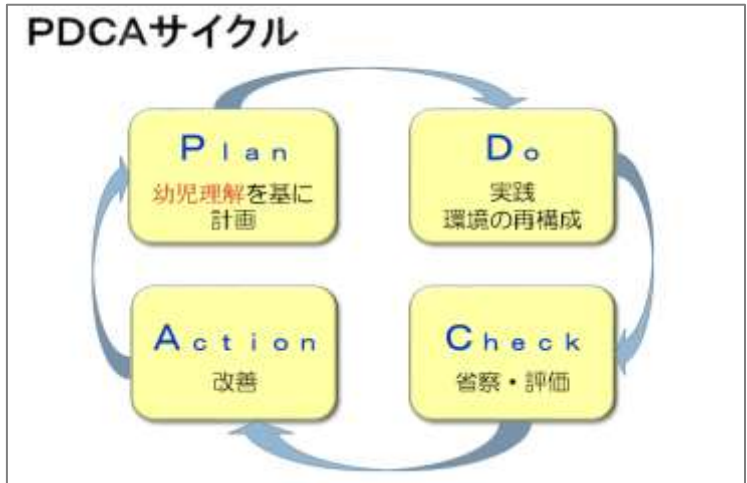 PDCAサイクル
Plan
幼児理解を基に
計画
Do
実践
環境の再構成
Check
省察・評価
Action
改善